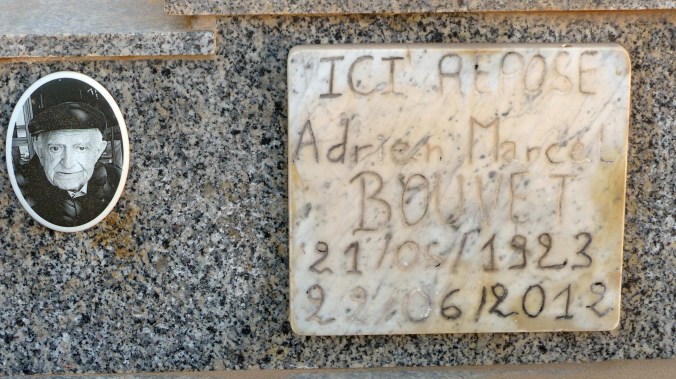 ICI REPOSE
Adrien Marcel
BOUVET
21/05/1923
22/06/2012